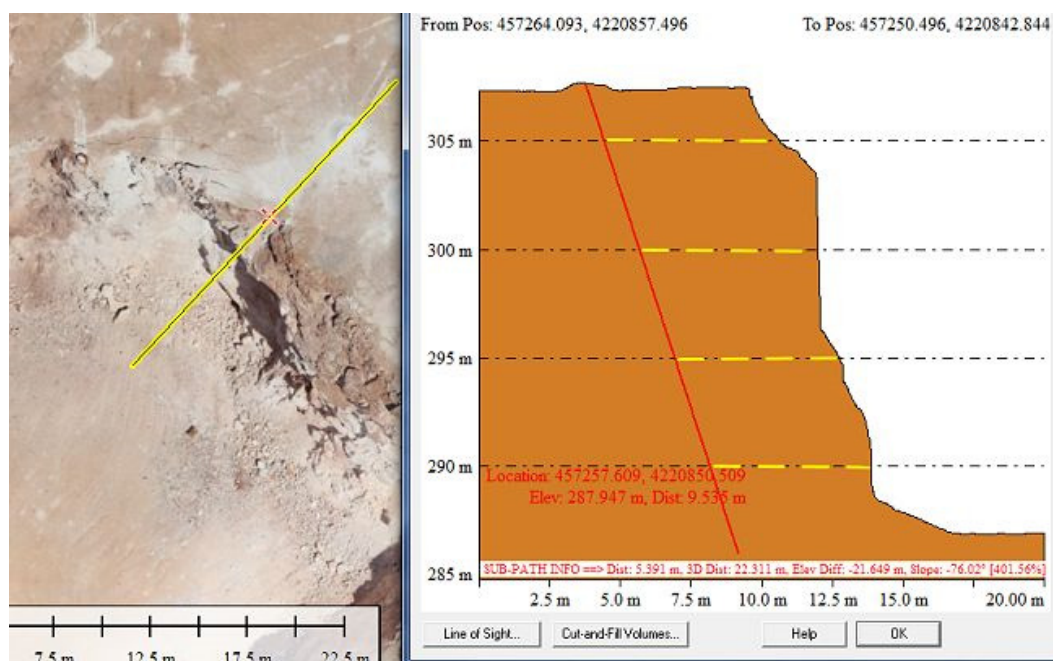 From Pos: 457264.093, 4220857.496 To Pos: 457250.496, 4220842.844
305 m
300 m
295 m
290 m
Location: 457257.609, 4220850.509
Elev: 287.947 m, Dist: 9.535 m
SUB-PATH INFO ==> Dist: 5.391 m, 3D Dist: 22.311 m, Elev Diff: -21.649 m, Slope: -76.02° [401.56%]
285 m
2.5 m 5.0 m 7.5 m 10.0 m 12.5 m 15.0 m 20.00 m
Line of Sight... Cut-and-Fill Volumes... Help OK
7.5 m 12.5 m 17.5 m 22.5 m